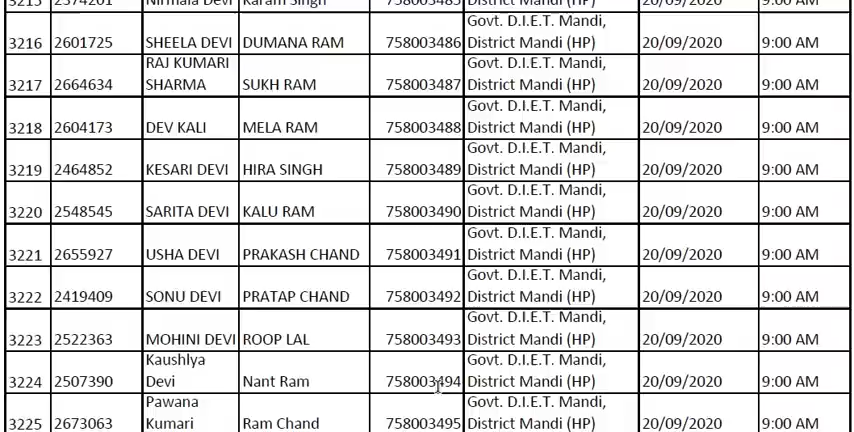 3215 2374201 Nirmala Devi Karam Singh 758003485 District Mandi (HP) 20/09/2020 9:00 AM
Govt. D.I.E.T. Mandi,
3216 2601725 SHEELA DEVI DUMANA RAM 758003486 District Mandi (HP) 20/09/2020 9:00 AM
RAJ KUMARI Govt. D.I.E.T. Mandi,
3217 2664634 SHARMA SUKH RAM 758003487 District Mandi (HP) 20/09/2020 9:00 AM
Govt. D.I.E.T. Mandi,
3218 2604173 DEV KALI MELA RAM 758003488 District Mandi (HP) 20/09/2020 9:00 AM
Govt. D.I.E.T. Mandi,
3219 2464852 KESARI DEVI HIRA SINGH 758003489 District Mandi (HP) 20/09/2020 9:00 AM
Govt. D.I.E.T. Mandi,
3220 2548545 SARITA DEVI KALU RAM 758003490 District Mandi (HP) 20/09/2020 9:00 AM
Govt. D.I.E.T. Mandi,
3221 2655927 USHA DEVI PRAKASH CHAND 758003491 District Mandi (HP) 20/09/2020 9:00 AM
Govt. D.I.E.T. Mandi,
3222 2419409 SONU DEVI PRATAP CHAND 758003492 District Mandi (HP) 20/09/2020 9:00 AM
Govt. D.I.E.T. Mandi,
3223 2522363 MOHINI DEVI ROOP LAL 758003493 District Mandi (HP) 20/09/2020 9:00 AM
Kaushlya Govt. D.I.E.T. Mandi,
3224 2507390 Devi Nant Ram 758003494 District Mandi (HP) 20/09/2020 9:00 AM
Pawana Govt. D.I.E.T. Mandi,
3225 2673063 Kumari Ram Chand 758003495 District Mandi (HP) 20/09/2020 9:00 AM